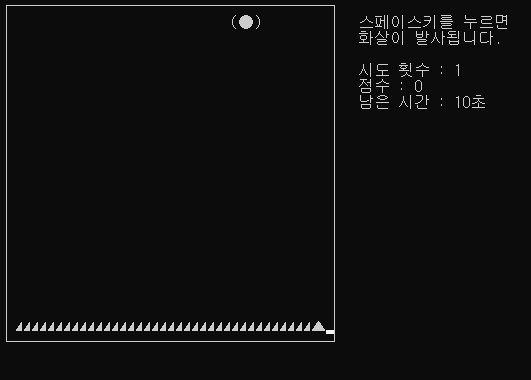 (●)
스페이스키를 누르면
화살이 발사됩니다.
시도 횟수 : 1
점수 : 0
남은 시간 : 10초